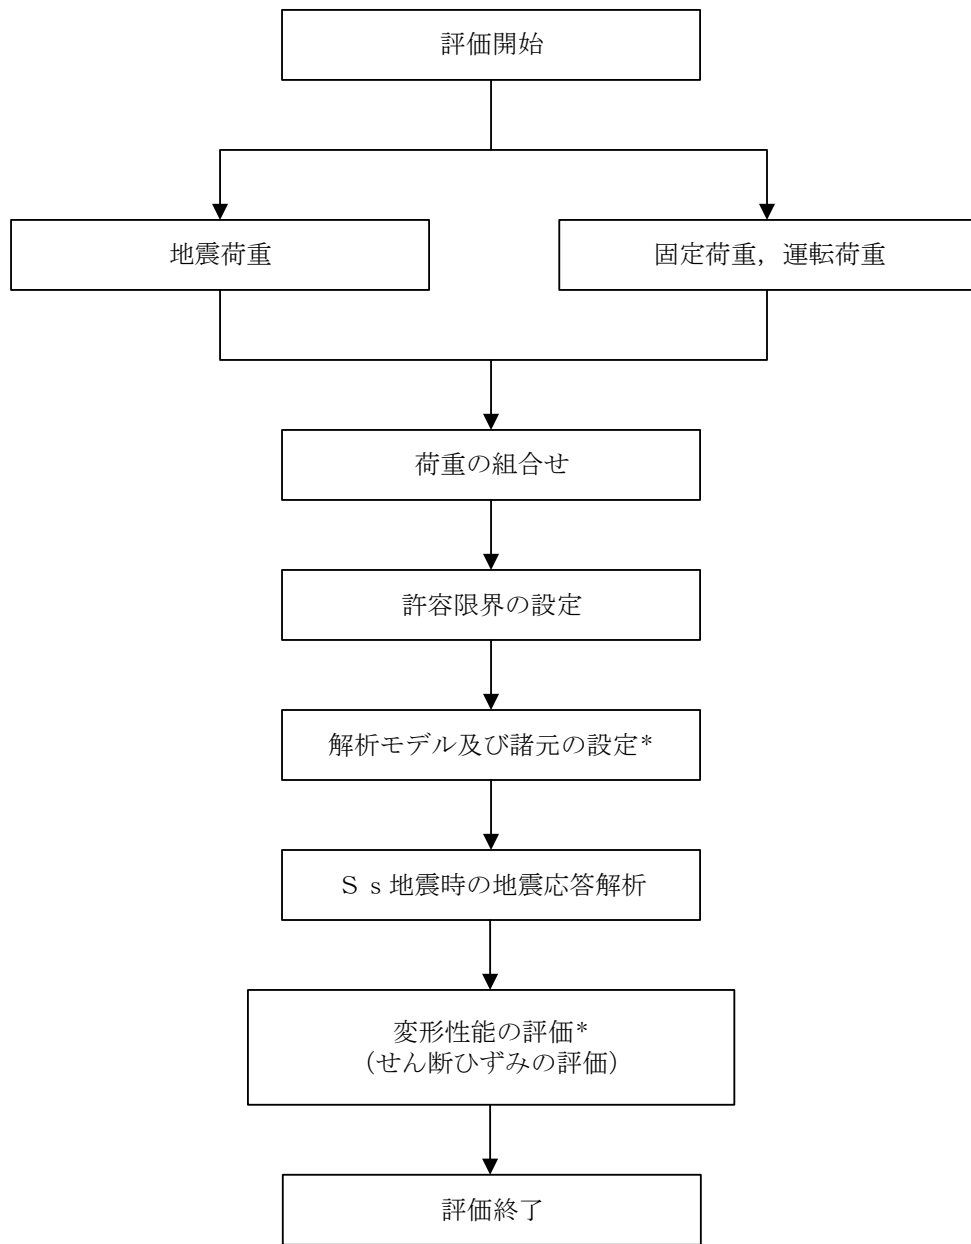 評価開始
地震荷重
固定荷重，運転荷重
荷重の組合せ
許容限界の設定
解析モデル及び諸元の設定*
Ｓｓ地震時の地震応答解析
変形性能の評価*
（せん断ひずみの評価）
評価終了